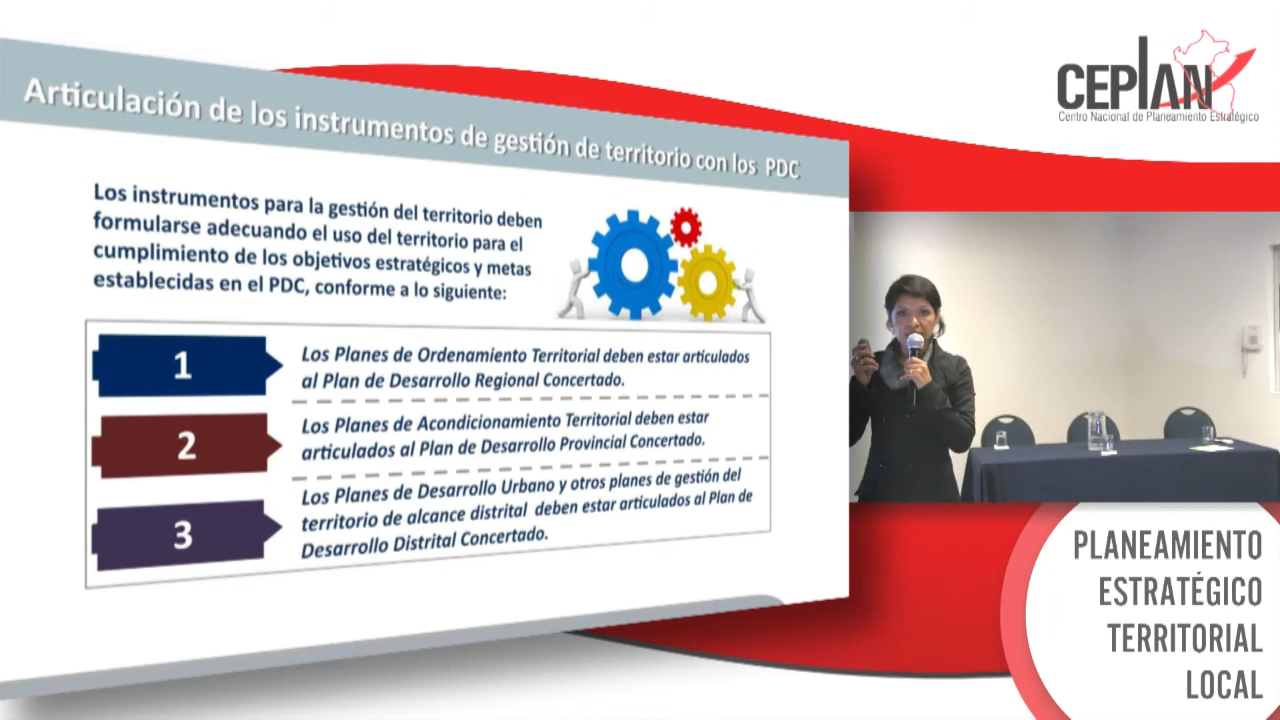 Articulación de los instrumentos de gestión de territorio con los PDC
Los instrumentos para la gestión del territorio deben
formularse adecuando el uso del territorio para el
cumplimiento de los objetivos estratégicos y metas
establecidas en el PDC, conforme a lo siguiente:
1
Los Planes de Ordenamiento Territorial deben estar articulados
al Plan de Desarrollo Regional Concertado.
2
Los Planes de Acondicionamiento Territorial deben estar
articulados al Plan de Desarrollo Provincial Concertado.
3
Los Planes de Desarrollo Urbano y otros planes de gestión del
territorio de alcance distrital deben estar articulados al Plan de
Desarrollo Distrital Concertado.
CEPLAN
Centro Nacional de Planeamiento Estratégico
PLANEAMIENTO
ESTRATÉGICO
TERRITORIAL
LOCAL